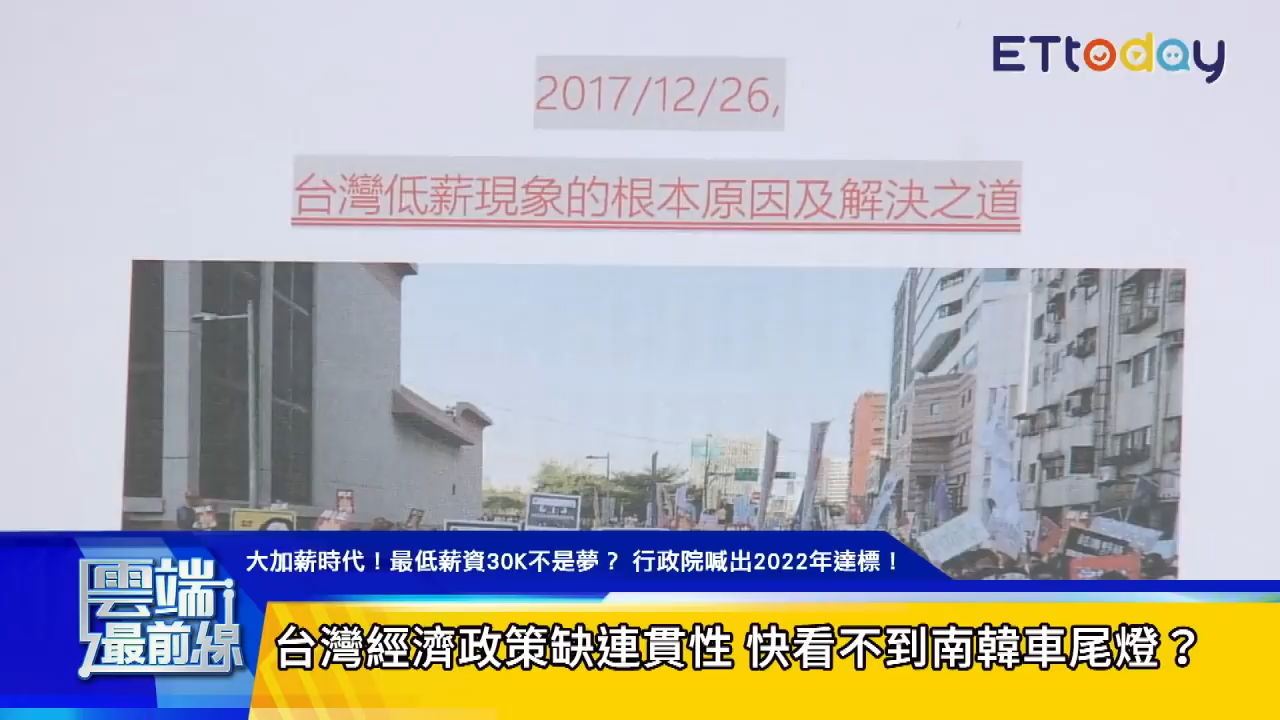 ETtoday
2017/12/26,
台灣低薪現象的根本原因及解決之道
大加薪時代！最低薪資30K不是夢？ 行政院喊出2022年達標！
雲端最前線
台灣經濟政策缺連貫性 快看不到南韓車尾燈？